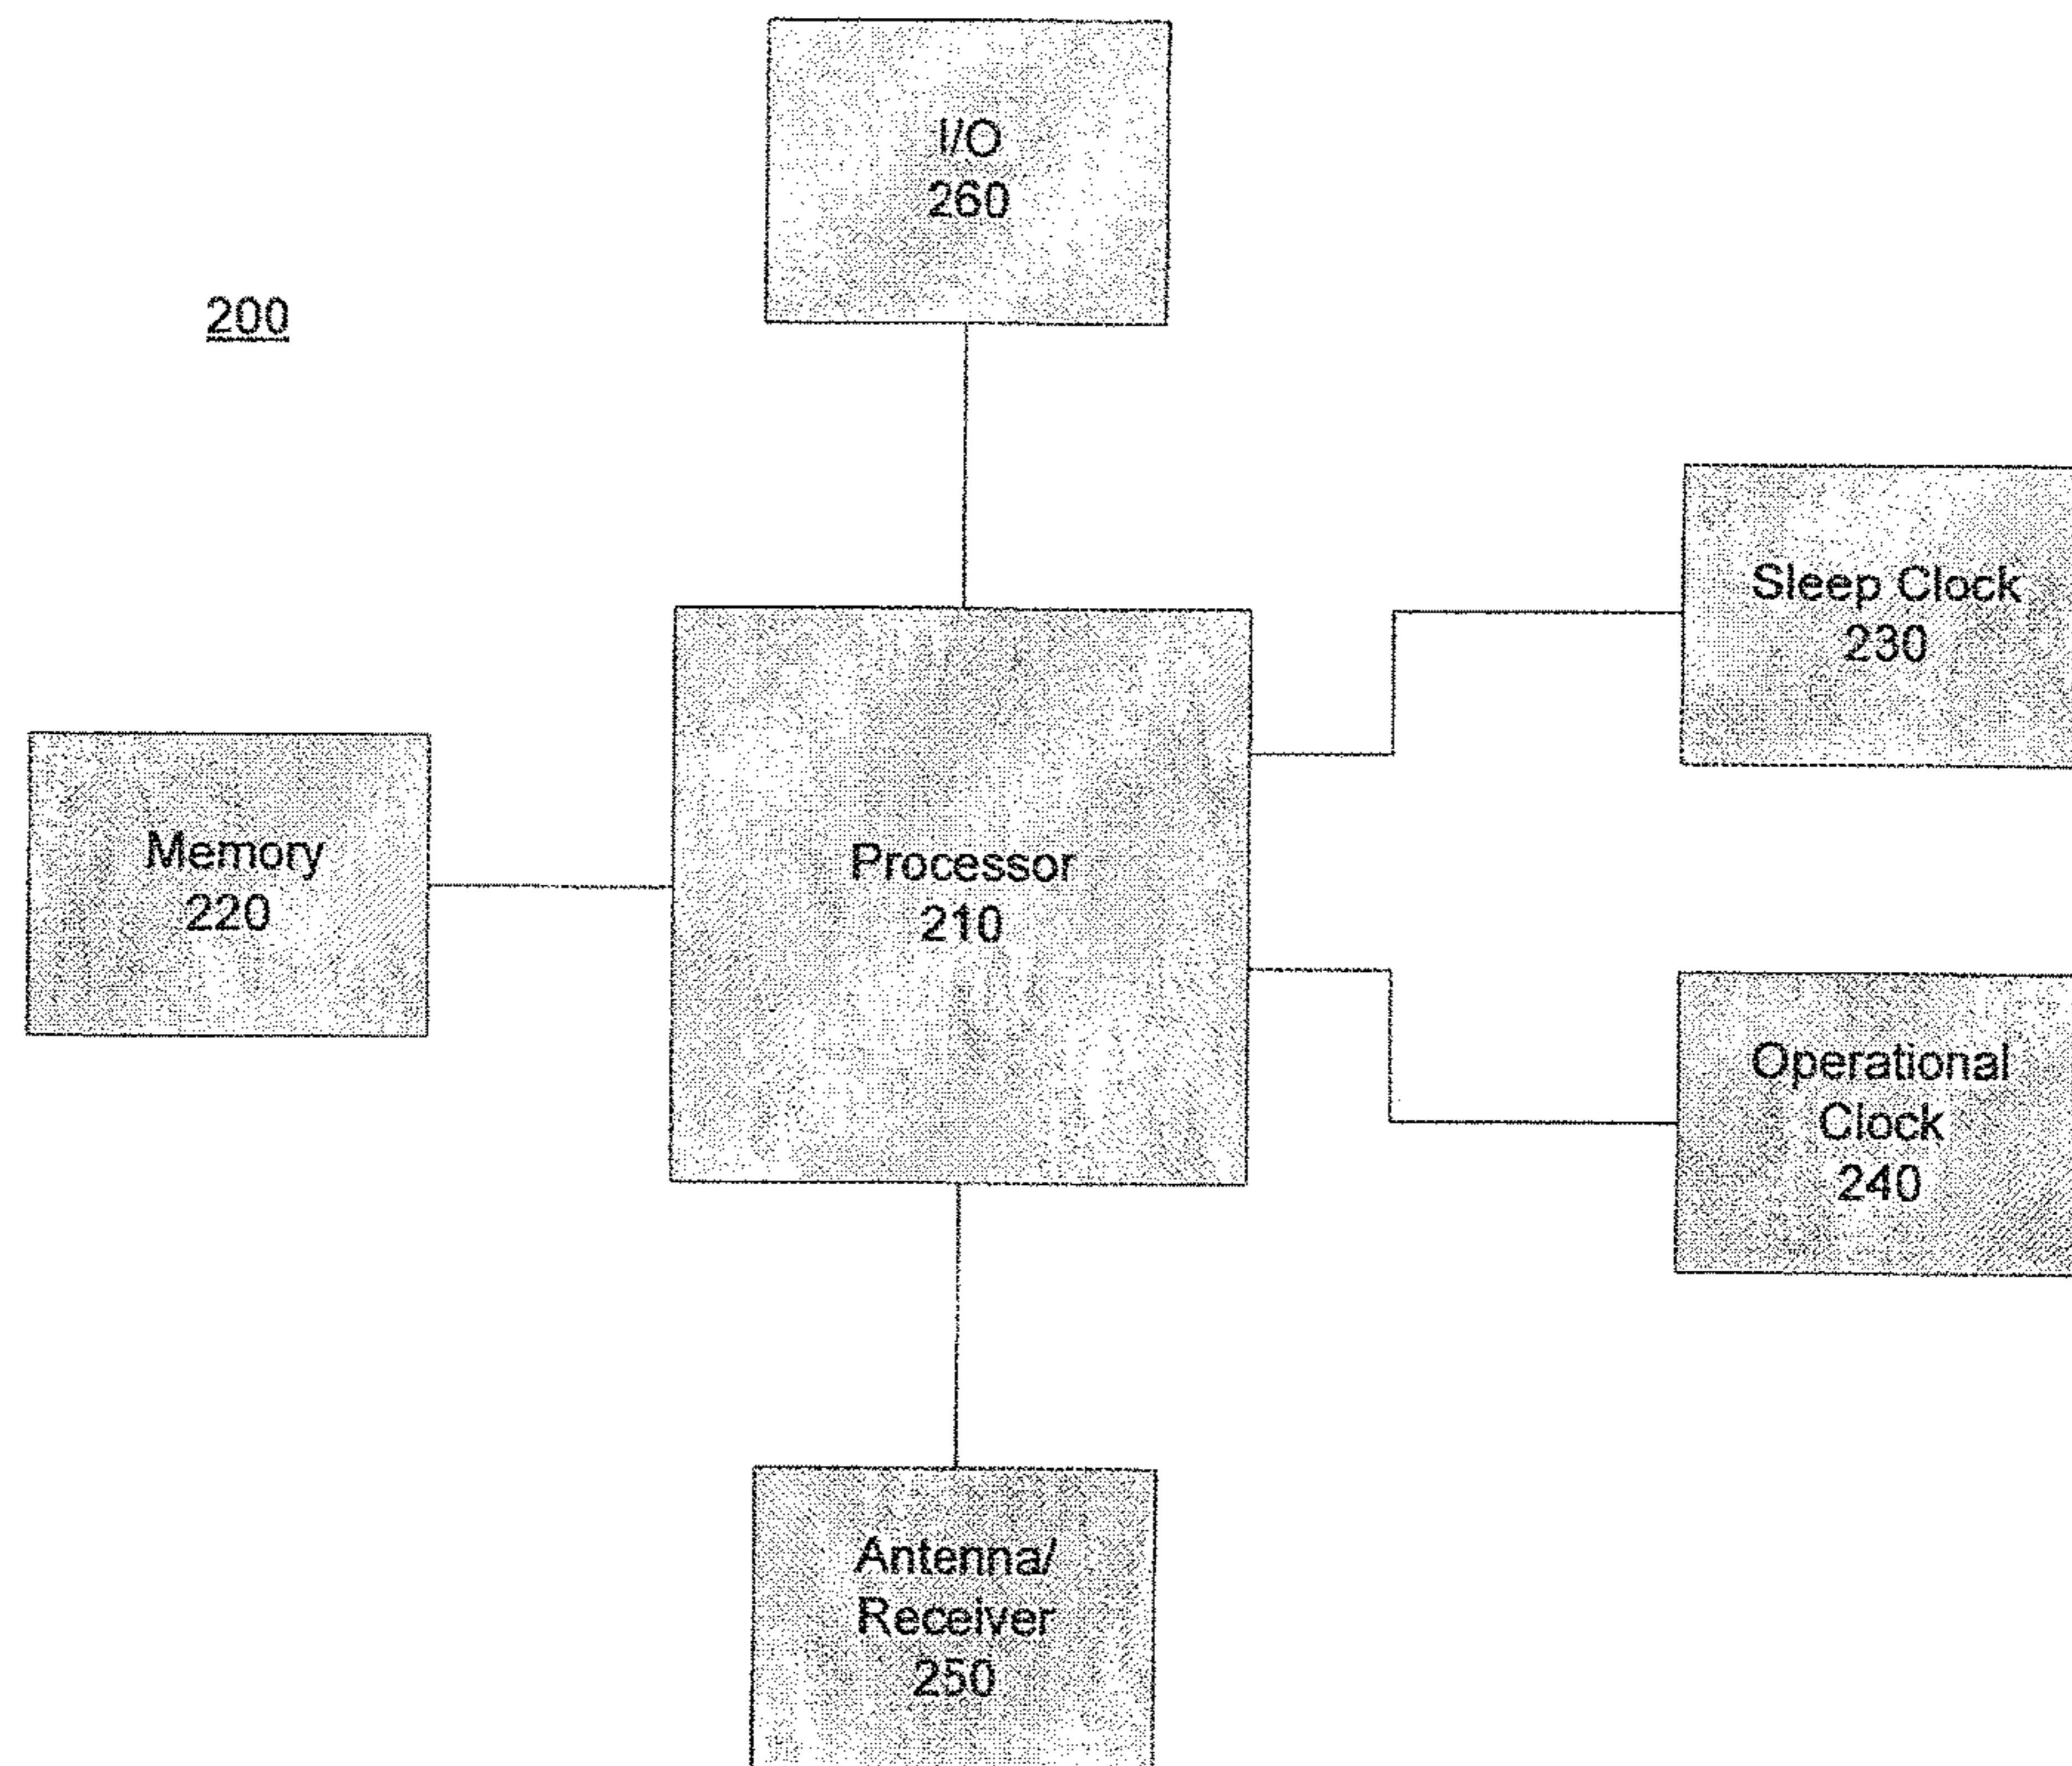 I/O
260
200
Sleep Clock
230
Memory
220
Processor
210
Operational
Clock
240
Antenna/
Receiver
250